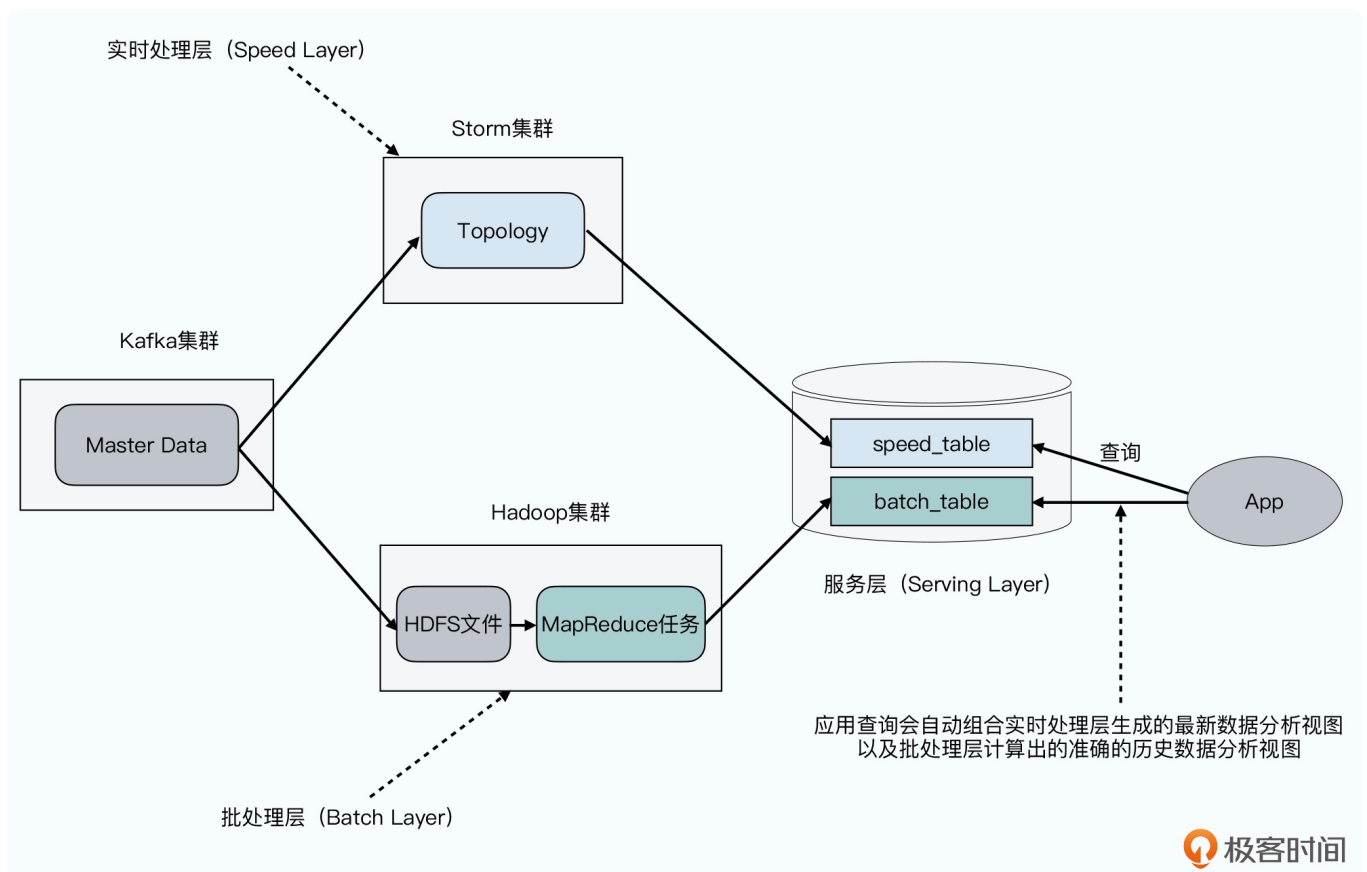 实时处理层（Speed Layer）
Storm集群
Topology
Kafka集群
Master Data
speed_table
查询
batch_table
App
Hadoop集群
服务层（Serving Layer）
HDFS文件
MapReduce任务
应用查询会自动组合实时处理层生成的最新数据分析视图
以及批处理层计算出的准确的历史数据分析视图
批处理层（Batch Layer）
极客时间